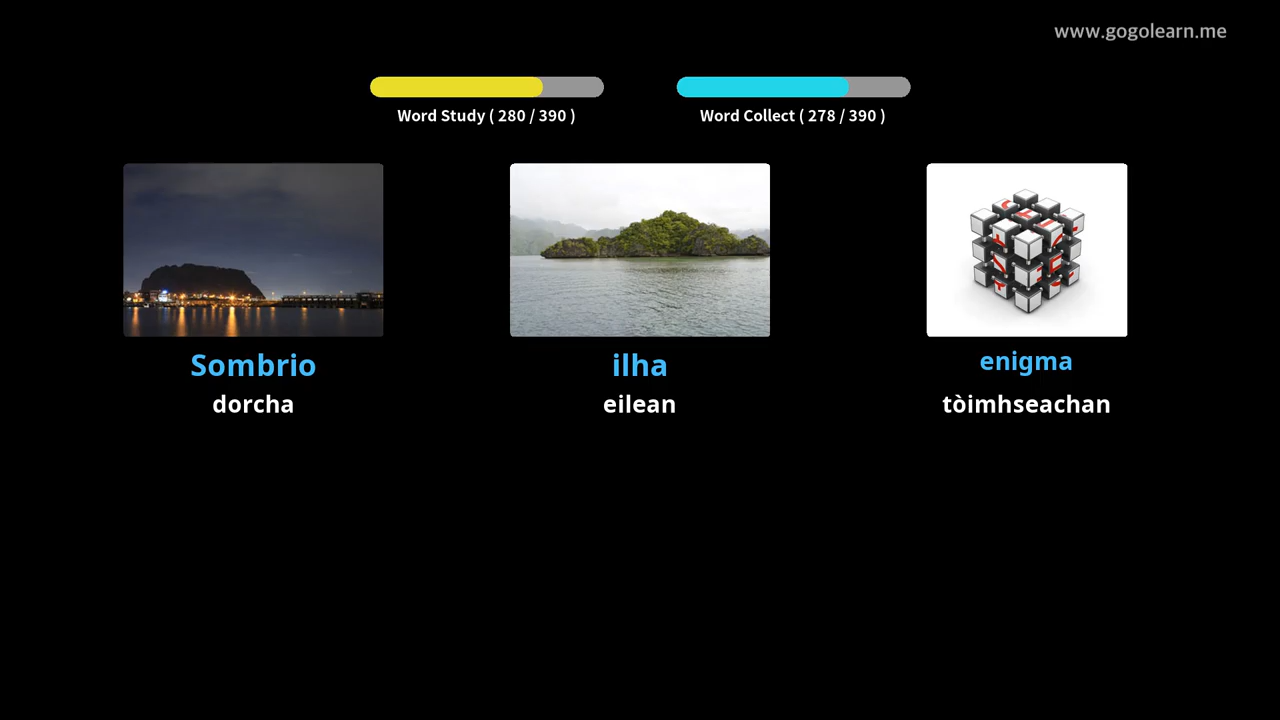 www.gogolearn.me
Word Study ( 280 / 390 )
Word Collect ( 278 / 390 )
Sombrio
dorcha
ilha
eilean
enigma
tòimhseachan